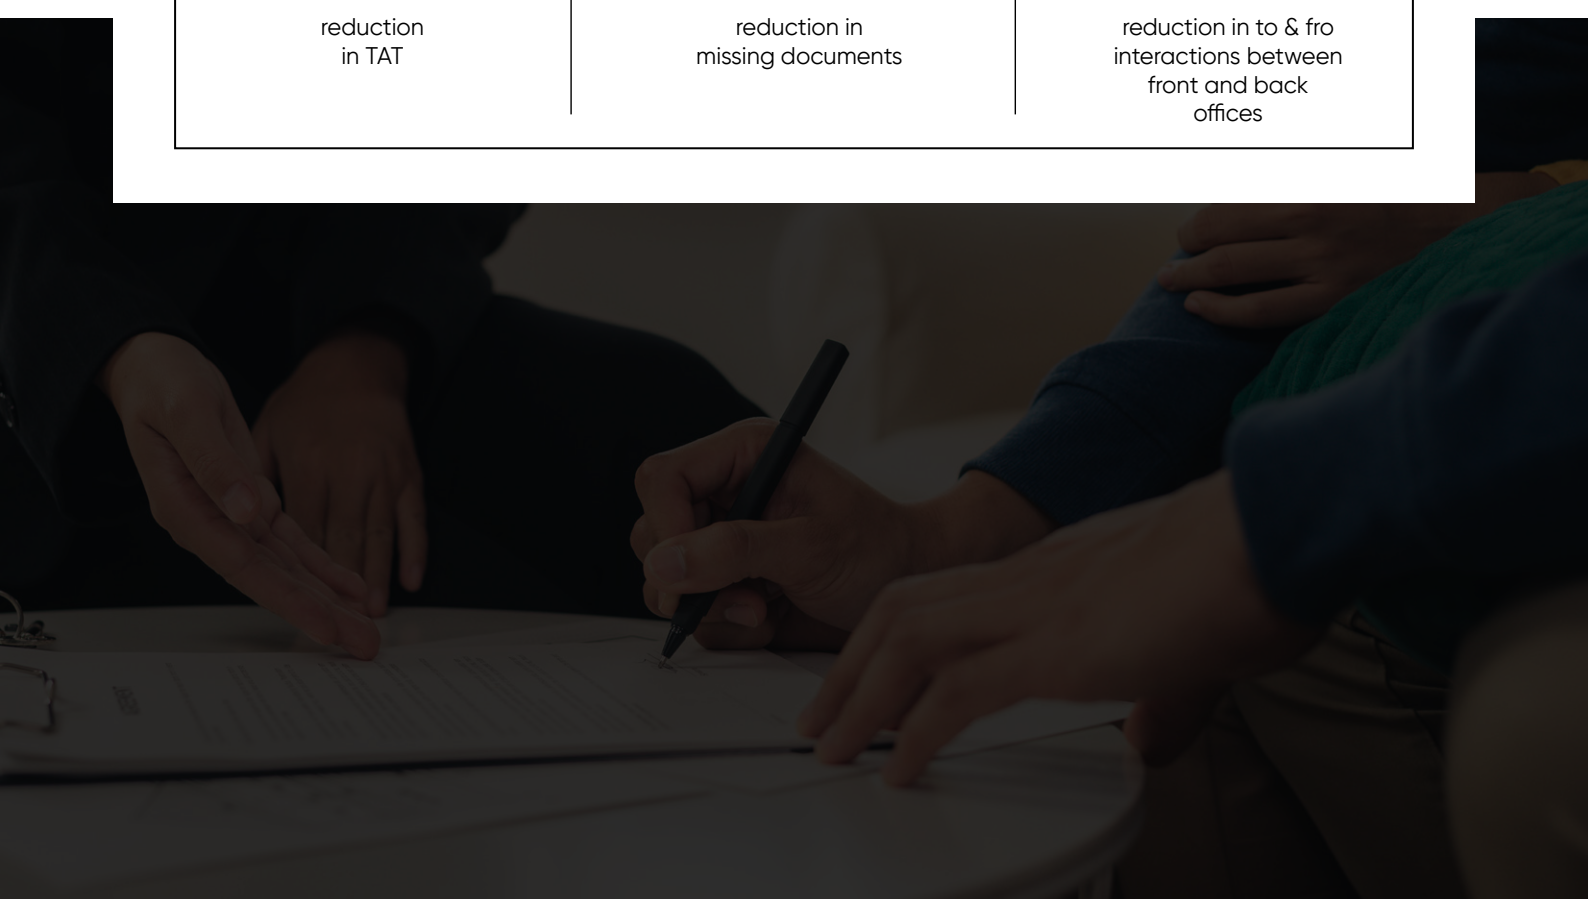 reduction
in TAT
reduction in
missing documents
reduction in to & fro
interactions between
front and back
offices